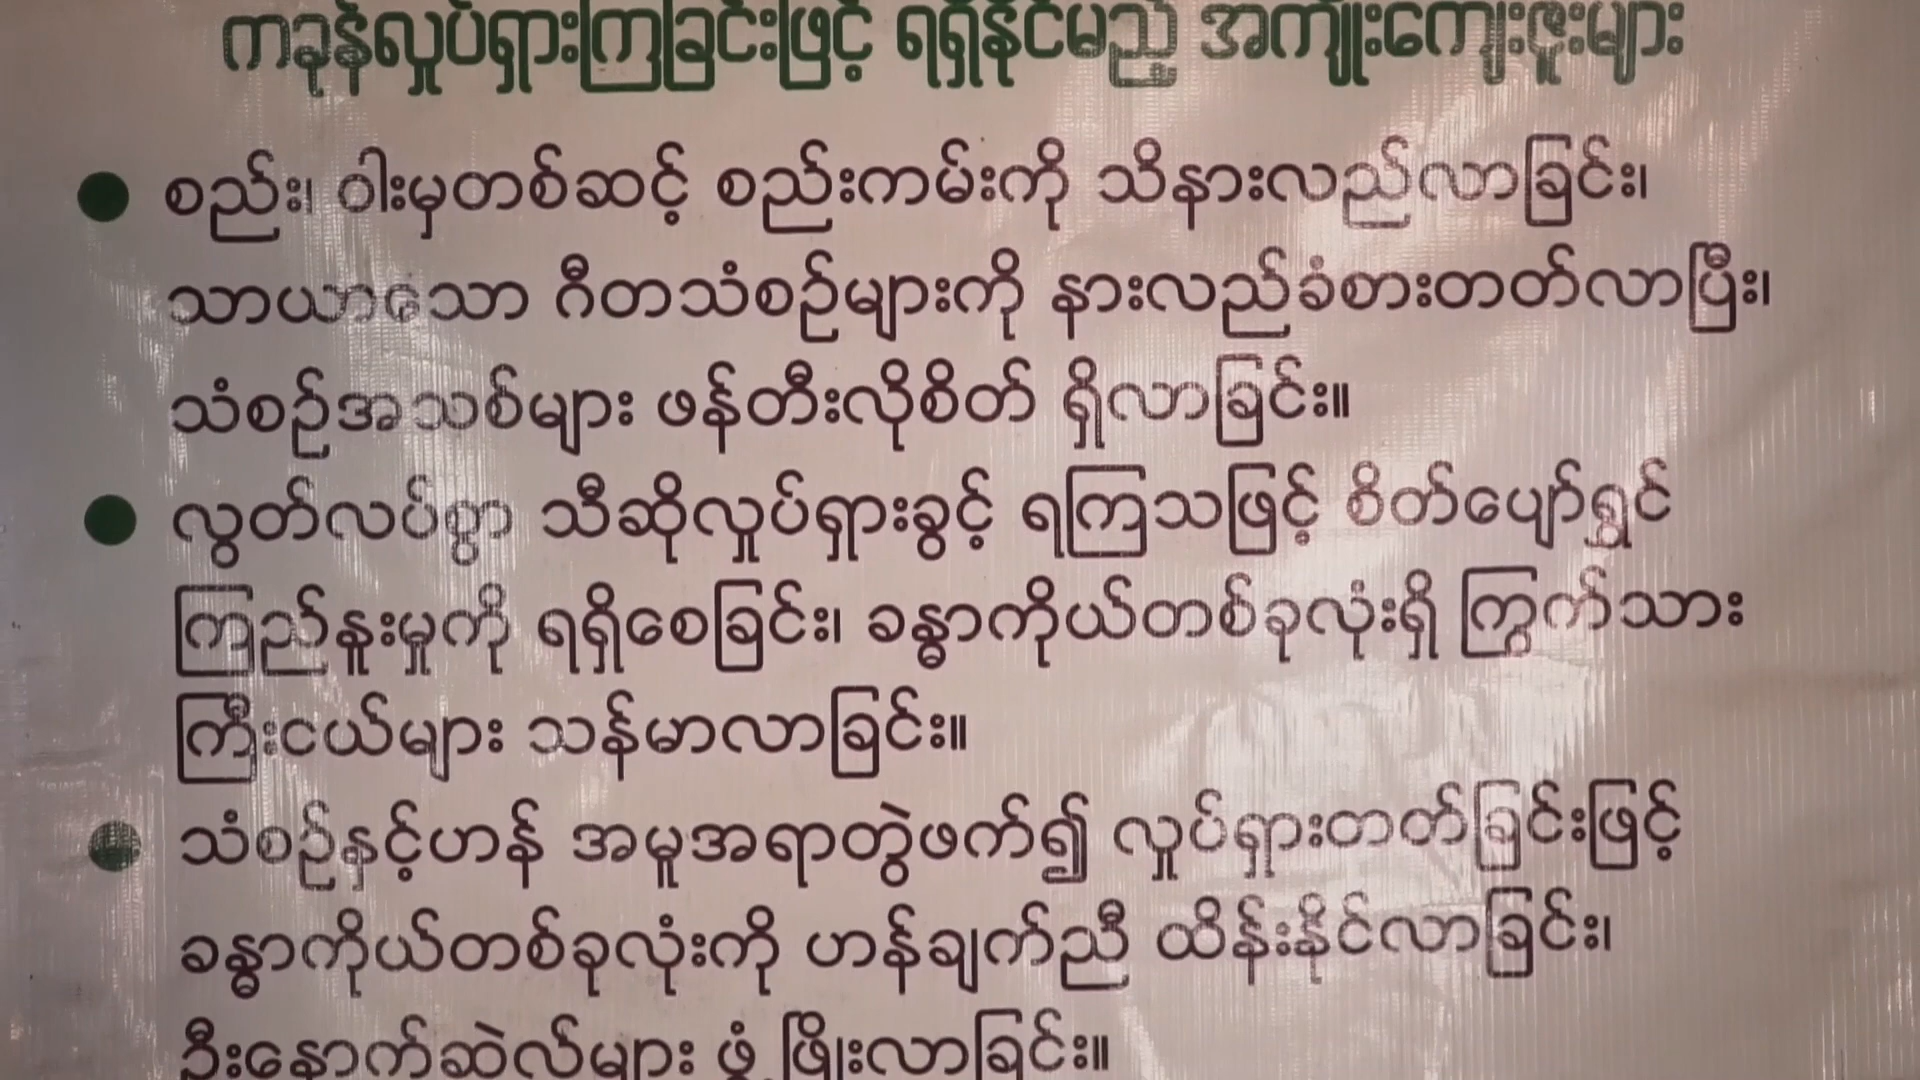 ကခုန်လှုပ်ရှားကြခြင်းဖြင့် ရရှိနိုင်မည့် အကျိုးကျေးဇူးများ
စည်း၊ ဝါးမှတစ်ဆင့် စည်းကမ်းကို သိနားလည်လာခြင်း၊
သာယာသော ဂီတသံစဉ်များကို နားလည်ခံစားတတ်လာပြီး၊
သံစဉ်အသစ်များ ဖန်တီးလိုစိတ် ရှိလာခြင်း။
လွတ်လပ်စွာ သီဆိုလှုပ်ရှားခွင့် ရကြသဖြင့် စိတ်ပျော်ရွှင်
ကြည်နူးမှုကို ရရှိစေခြင်း၊ ခန္ဓာကိုယ်တစ်ခုလုံးရှိ ကြွက်သား
ကြီးငယ်များ သန်မာလာခြင်း။
သံစဉ်နှင့်ဟန် အမူအရာတွဲဖက်၍ လှုပ်ရှားတတ်ခြင်းဖြင့်
ခန္ဓာကိုယ်တစ်ခုလုံးကို ဟန်ချက်ညီ ထိန်းနိုင်လာခြင်း၊
ဦးနှောက်ဆဲလ်များ ဖွံ့ဖြိုးလာခြင်း။